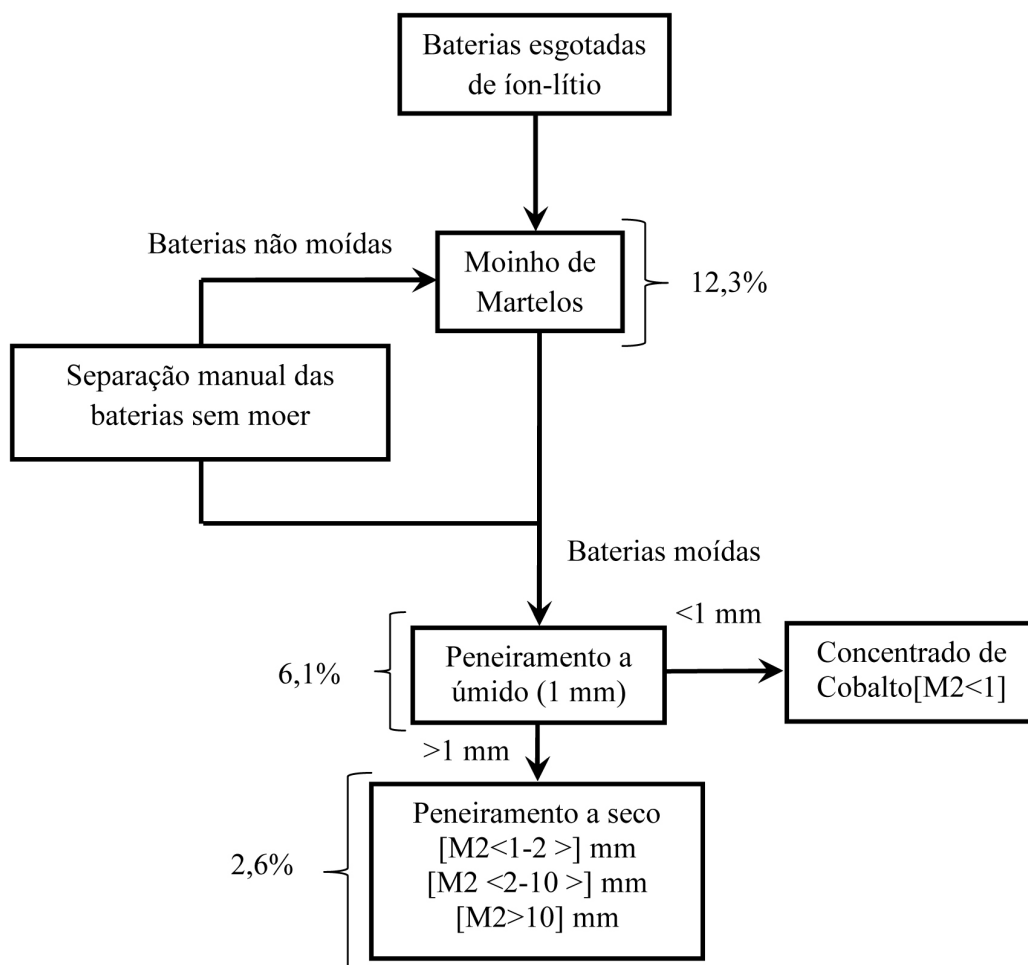 Baterias esgotadas
de íon-lítio
Baterias não moídas
Moinho de
Martelos
12,3%
Separação manual das
baterias sem moer
Baterias moídas
<1 mm
6,1%
Peneiramento a
úmido (1 mm)
Concentrado de
Cobalto[M2<1]
>1 mm
2,6%
Peneiramento a seco
[M2<1-2 >] mm
[M2 <2-10 >] mm
[M2>10] mm